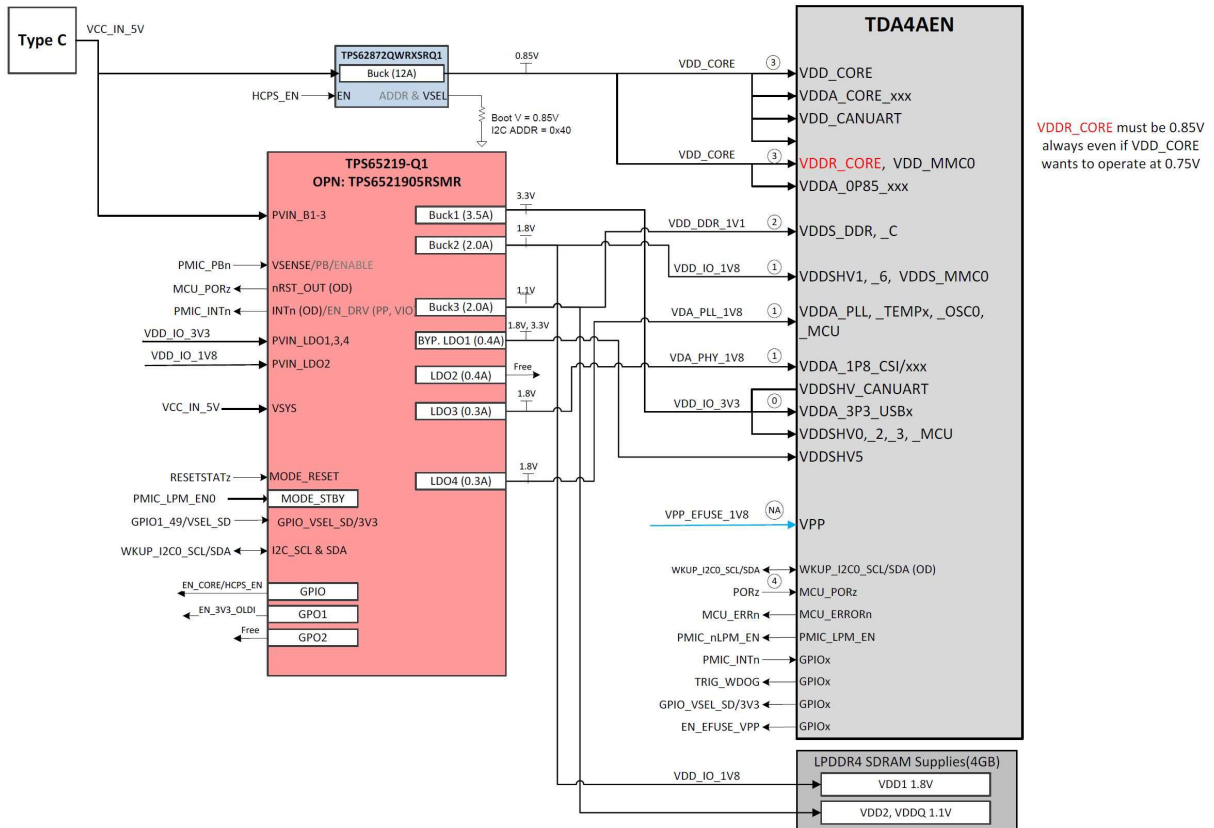 Type C
VCC_IN_5V
TPS62872QWRXSRQ1
Buck (12A)
HCPS_EN
EN
ADDR & VSEL
Boot V = 0.85V
I2C ADDR = 0x40
0.85V
VDD_CORE
3
VDD_CORE
3
TDA4AEN
VDD_CORE
VDDA_CORE_xxx
VDD_CANUART
VDDR_CORE, VDD_MMC0
VDDA_0P85_xxx
VDDR_CORE must be 0.85V
always even if VDD_CORE
wants to operate at 0.75V
TPS65219-Q1
OPN: TPS6521905RSMR
PVIN_B1-3
PMIC_PBn
VSENSE/PB/ENABLE
MCU_PORz
nRST_OUT (OD)
PMIC_INTn
INTn (OD)/EN_DRV (PP, VIO)
VDD_IO_3V3
PVIN_LDO1,3,4
VDD_IO_1V8
PVIN_LDO2
VCC_IN_5V
VSYS
RESETSTATz
MODE_RESET
PMIC_LPM_EN0
MODE_STBY
GPIO1_49/VSEL_SD
GPIO_VSEL_SD/3V3
WKUP_I2C0_SCL/SDA
I2C_SCL & SDA
EN_CORE/HCPS_EN
GPIO
EN_3V3_OLDI
GPO1
Free
GPO2
Buck1 (3.5A)
3.3V
Buck2 (2.0A)
1.8V
Buck3 (2.0A)
1.1V
BYP. LDO1 (0.4A)
1.8V, 3.3V
LDO2 (0.4A)
Free
LDO3 (0.3A)
1.8V
LDO4 (0.3A)
1.8V
VDD_DDR_1V1
2
VDDS_DDR, _C
VDD_IO_1V8
1
VDDSHV1, _6, VDDS_MMC0
VDA_PLL_1V8
1
VDDA_PLL, _TEMPx, _OSC0,
_MCU
VDA_PHY_1V8
1
VDDA_1P8_CSI/xxx
VDDSHV_CANUART
VDD_IO_3V3
0
VDDA_3P3_USBx
VDDSHV0,_2,_3, _MCU
VDDSHV5
VPP_EFUSE_1V8
NA
VPP
WKUP_I2C0_SCL/SDA
WKUP_I2C0_SCL/SDA (OD)
PORz
4
MCU_PORz
MCU_ERRn
MCU_ERRORn
PMIC_nLPM_EN
PMIC_LPM_EN
PMIC_INTn
GPIOx
TRIG_WDOG
GPIOx
GPIO_VSEL_SD/3V3
GPIOx
EN_EFUSE_VPP
GPIOx
LPDDR4 SDRAM Supplies(4GB)
VDD_IO_1V8
VDD1 1.8V
VDD2, VDDQ 1.1V